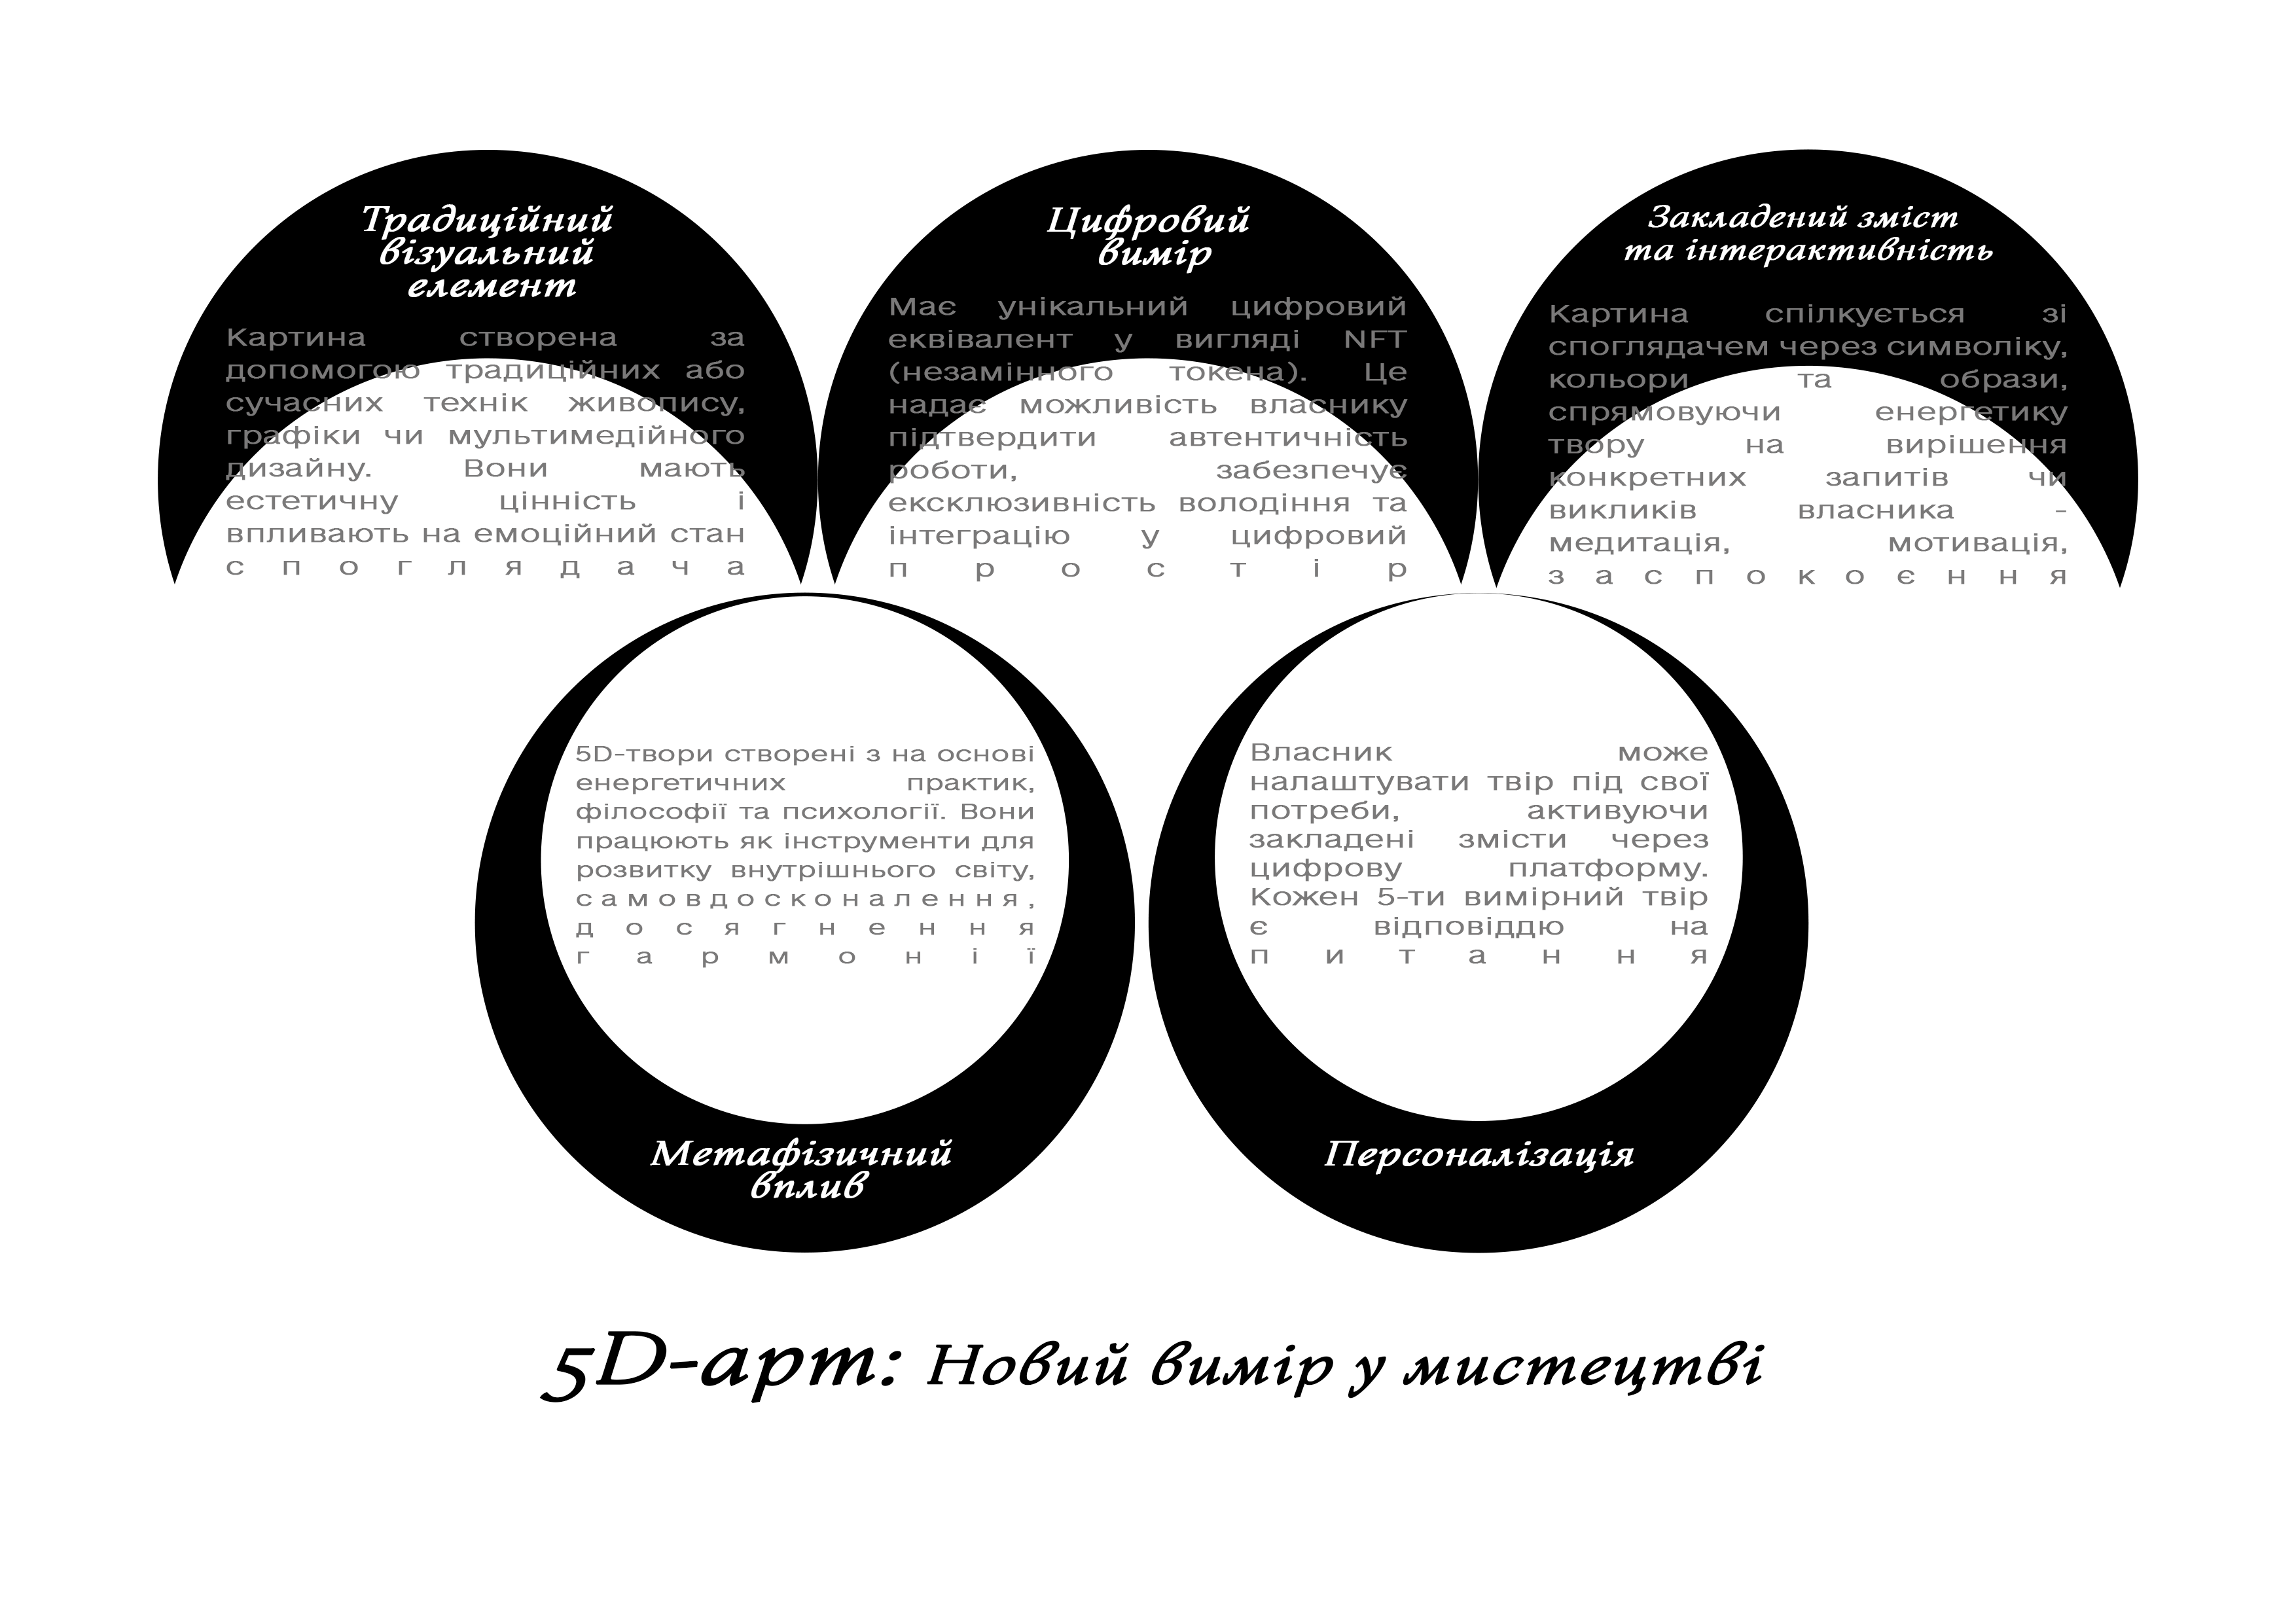 Традиційний
візуальний
елемент
Картина створена за
допомогою традиційних або
сучасних технік живопису,
графіки чи мультимедійного
дизайну. Вони мають
естетичну цінність і
впливають на емоційний стан
споглядача
Цифровий
вимір
Має унікальний цифровий
еквівалент у вигляді NFT
(незамінного токена). Це
надає можливість власнику
підтвердити автентичність
роботи, забезпечує
ексклюзивність володіння та
інтеграцію у цифровий
простір
Закладений зміст
та інтерактивність
Картина спілкується зі
споглядачем через символіку,
кольори та образи,
спрямовуючи енергетику
твору на вирішення
конкретних запитів чи
викликів власника -
медитація, мотивація,
заспокоєння
5D-твори створені з на основі
енергетичних практик,
філософії та психології. Вони
працюють як інструменти для
розвитку внутрішнього світу,
самовдосконалення,
досягнення
гармонії
Метафізичний
вплив
Власник може
налаштувати твір під свої
потреби, активуючи
закладені змісти через
цифрову платформу.
Кожен 5-ти вимірний твір
є відповіддю на
питання
Персоналізація
5D-арт: Новий вимір у мистецтві